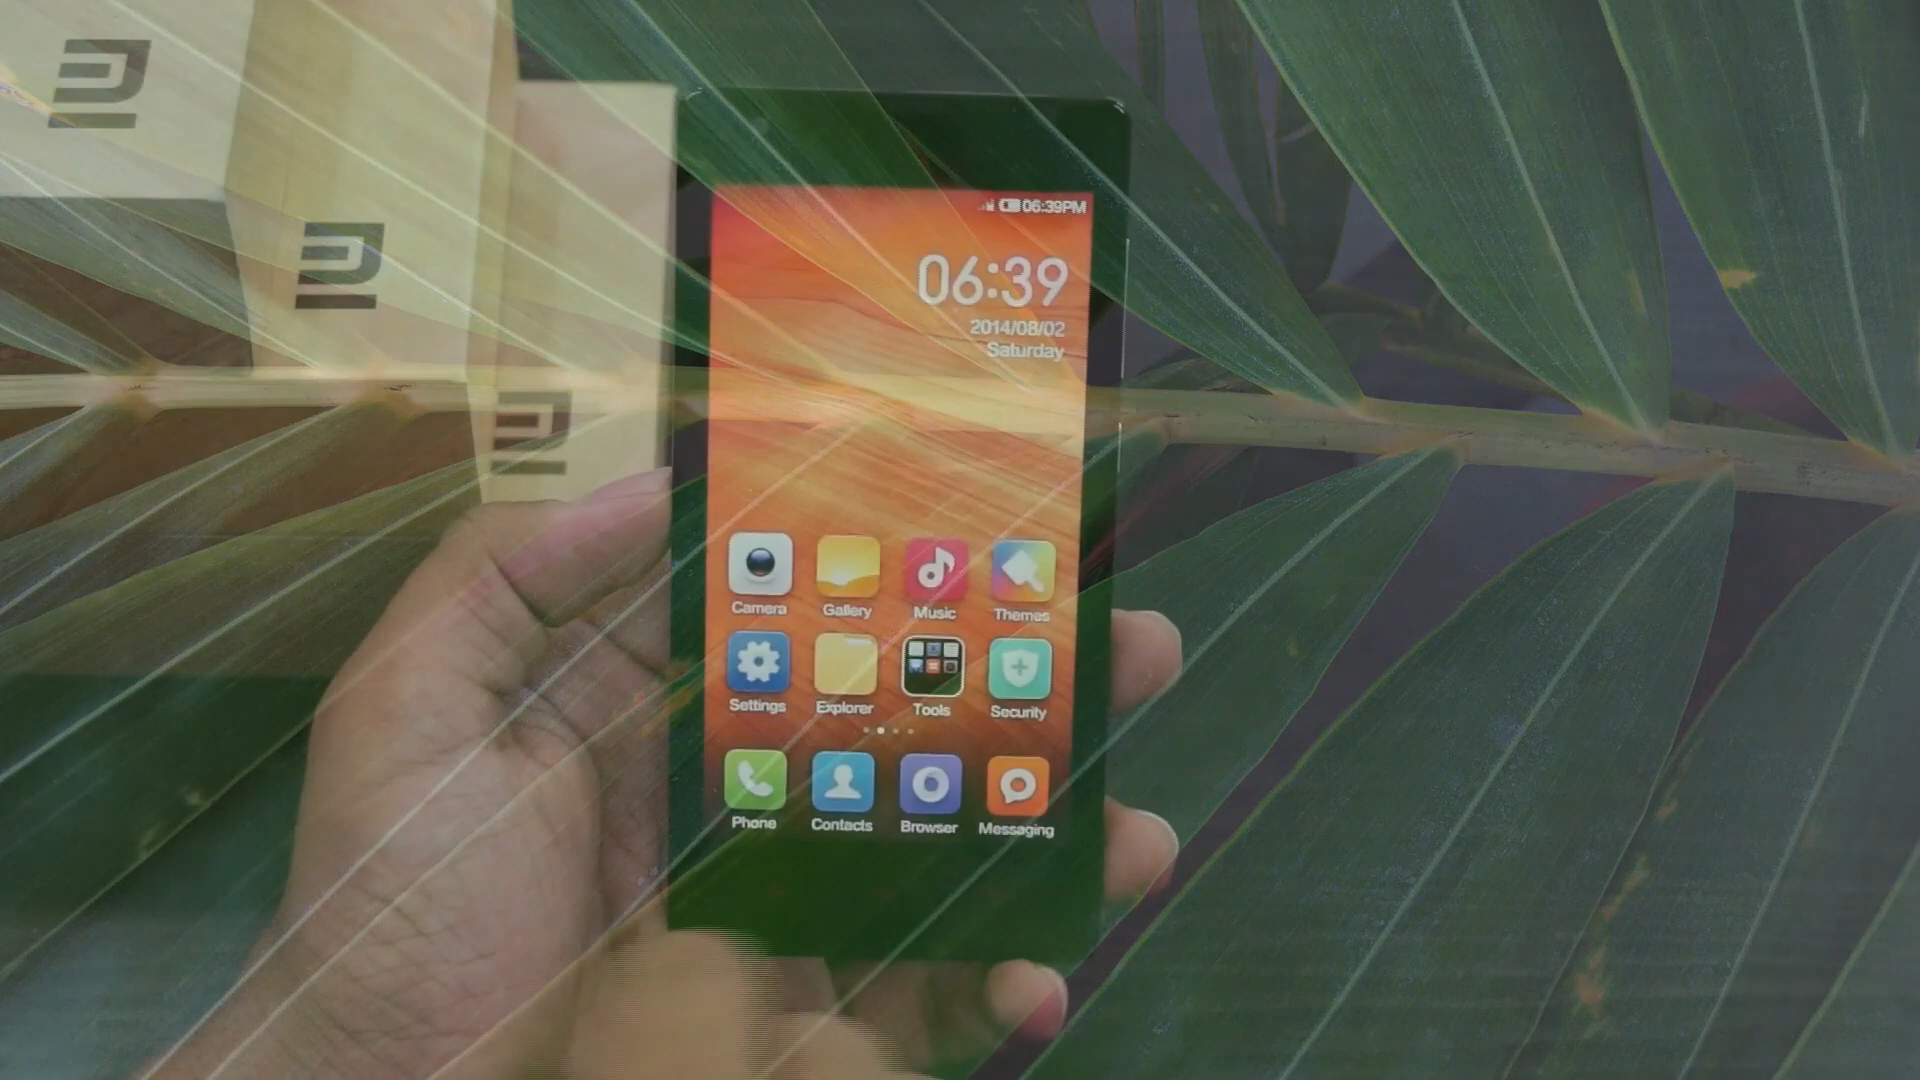 06:39PM
06:39
2014/08/02
Saturday
Camera Gallery Music Themes
Settings Explorer Tools Security
Phone Contacts Browser Messaging